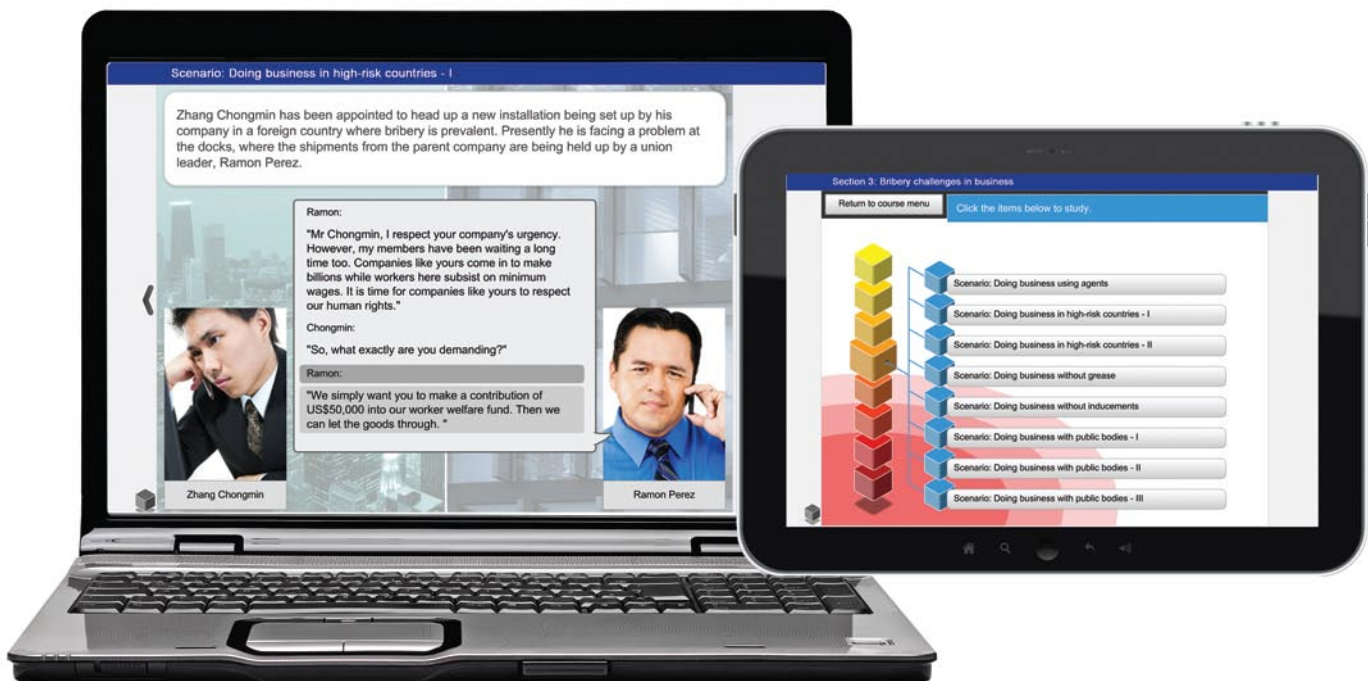 Scenario: Doing business in high-risk countries - I
Zhang Chongmin has been appointed to head up a new installation being set up by his
company in a foreign country where bribery is prevalent. Presently he is facing a problem at
the docks, where the shipments from the parent company are being held up by a union
leader, Ramon Perez.
Ramon:
"Mr Chongmin, I respect your company's urgency.
However, my members have been waiting a long
time too. Companies like yours come in to make
billions while workers here subsist on minimum
wages. It is time for companies like yours to respect
our human rights."
Chongmin:
"So, what exactly are you demanding?"
Ramon:
"We simply want you to make a contribution of
US$50,000 into our worker welfare fund. Then we
can let the goods through. "
Zhang Chongmin
Ramon Perez
Section 3: Bribery challenges in business
Return to course menu
Click the items below to study.
Scenario: Doing business using agents
Scenario: Doing business in high-risk countries - I
Scenario: Doing business in high-risk countries - II
Scenario: Doing business without grease
Scenario: Doing business without inducements
Scenario: Doing business with public bodies - I
Scenario: Doing business with public bodies - II
Scenario: Doing business with public bodies - III